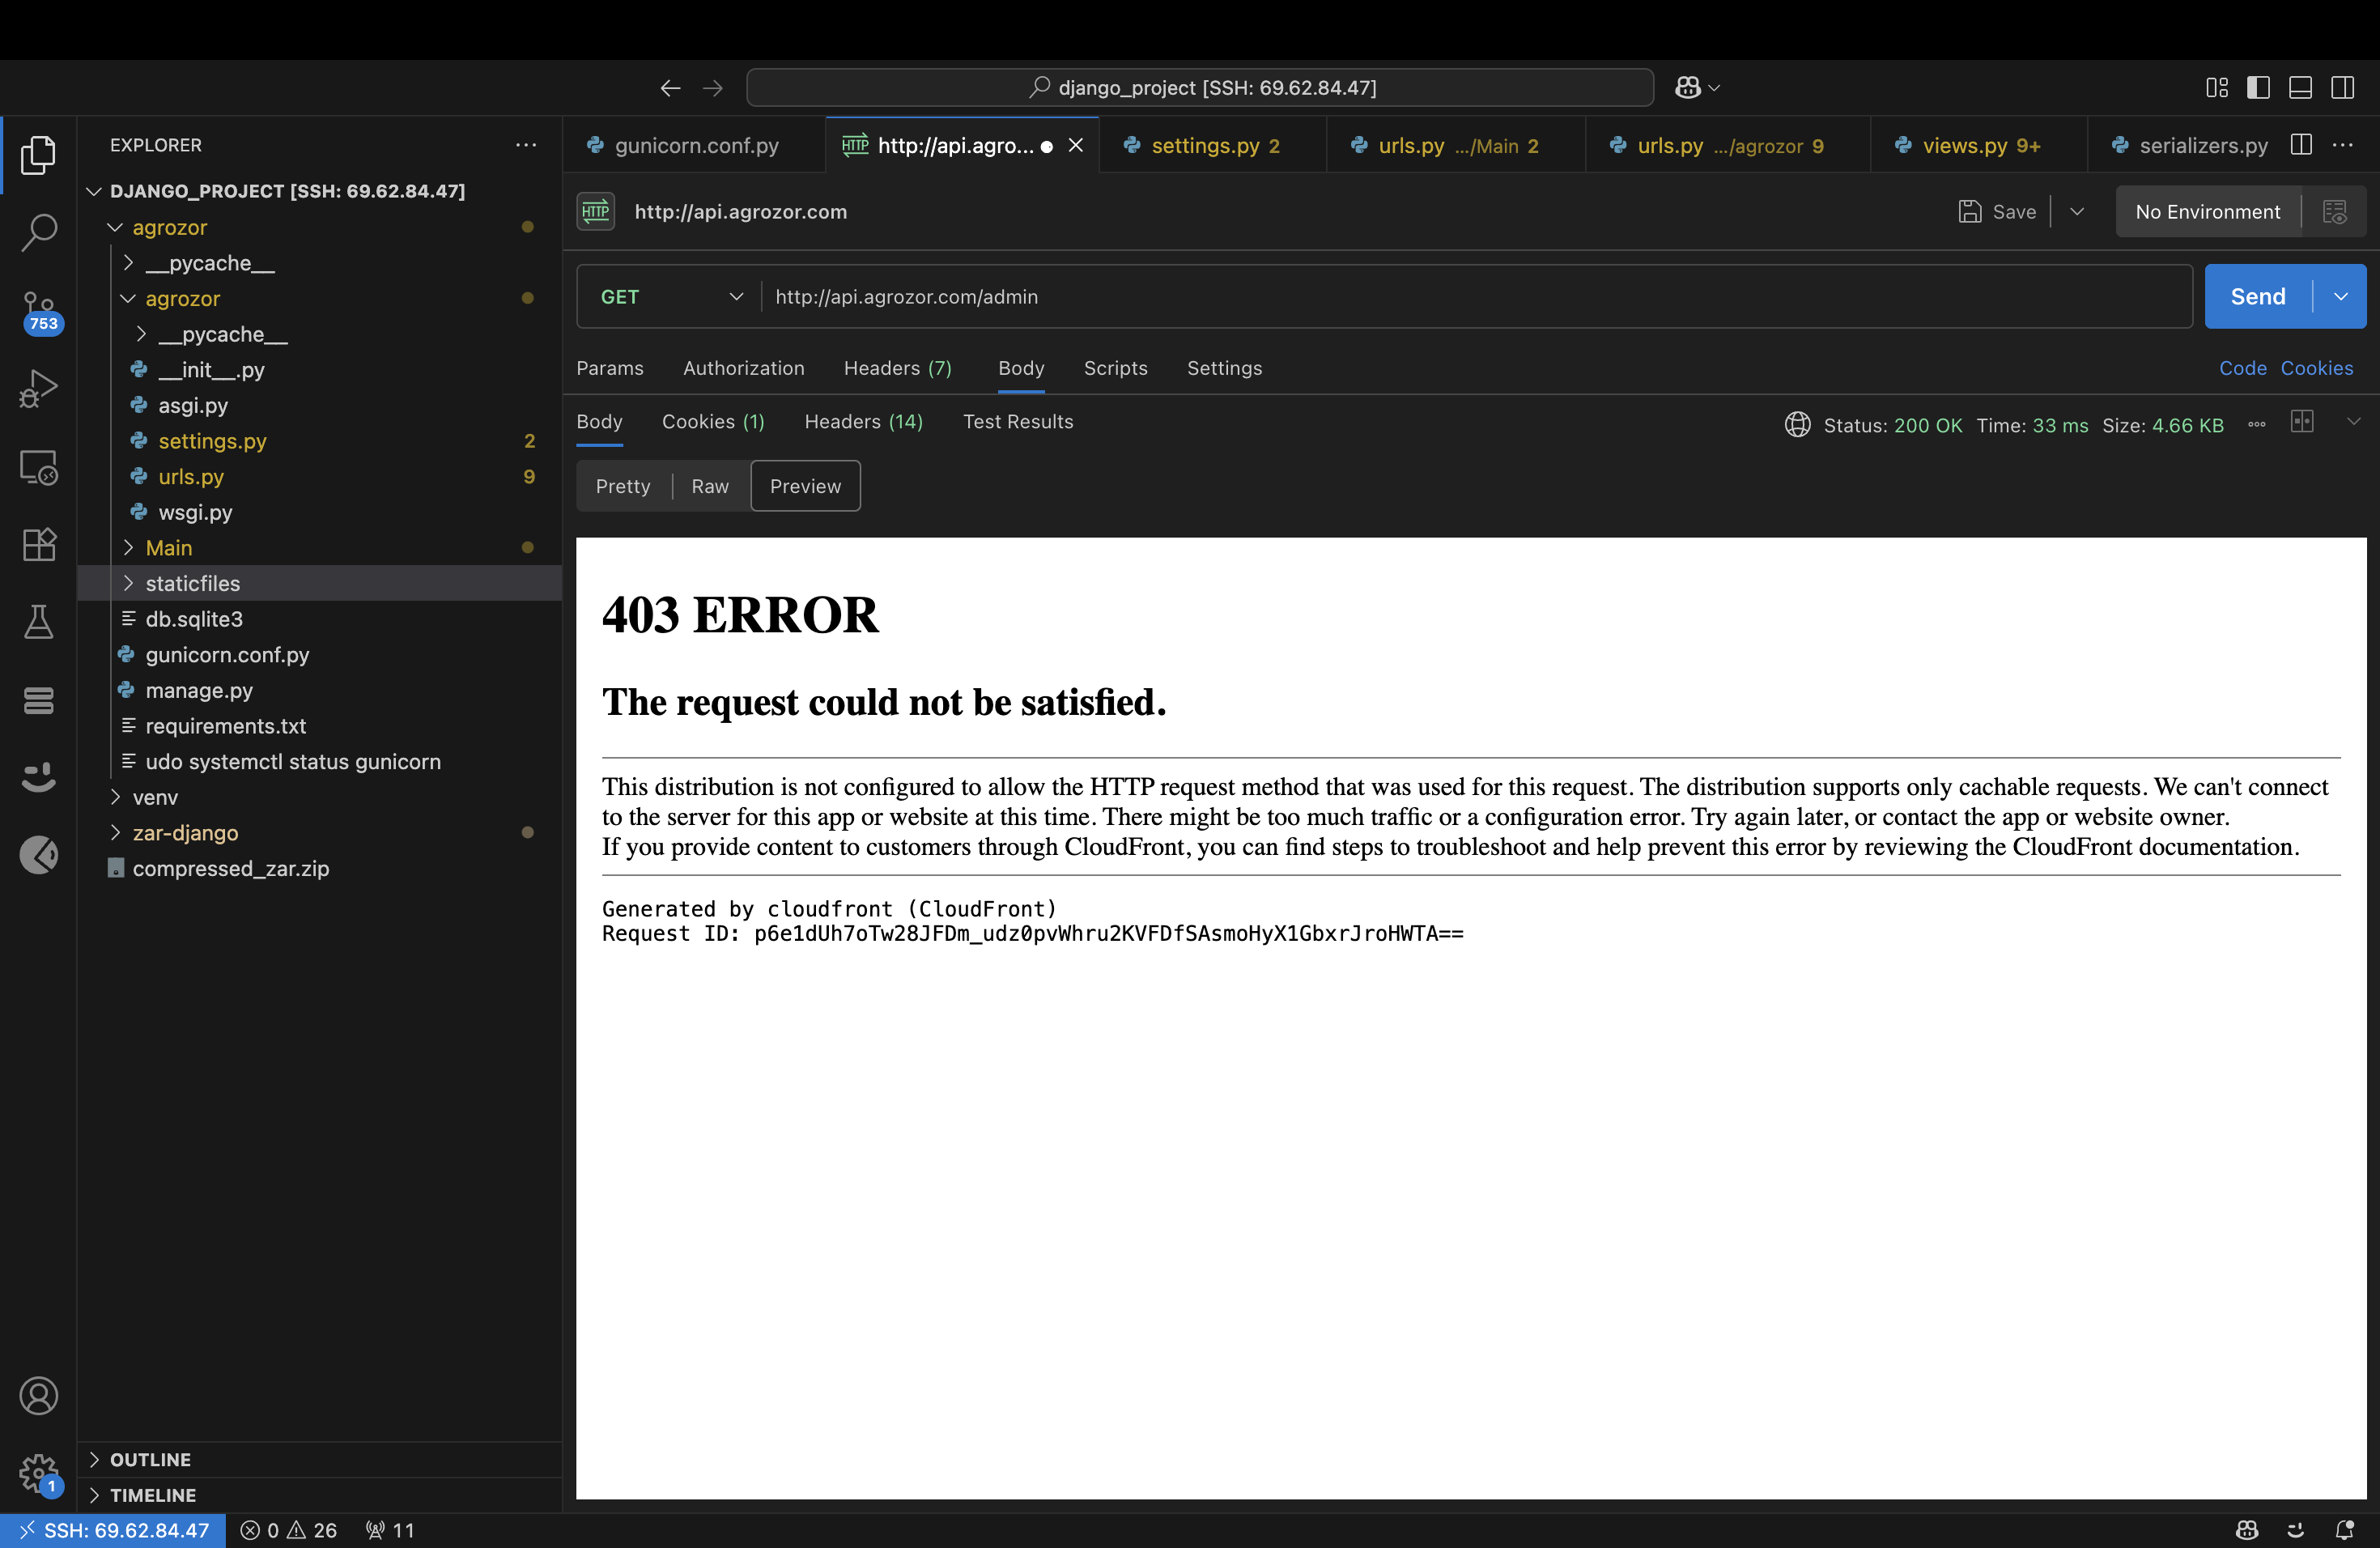 django_project [SSH: 69.62.84.47]
EXPLORER
gunicorn.conf.py
HTTP http://api.agro...
settings.py 2
urls.py .../Main 2
urls.py .../agrozor 9
views.py 9+
serializers.py
DJANGO_PROJECT [SSH: 69.62.84.47]
agrozor
__pycache__
agrozor
__pycache__
__init__.py
asgi.py
settings.py 2
urls.py 9
wsgi.py
Main
staticfiles
db.sqlite3
gunicorn.conf.py
manage.py
requirements.txt
udo systemctl status gunicorn
venv
zar-django
compressed_zar.zip
753
HTTP http://api.agrozor.com
Save
No Environment
GET http://api.agrozor.com/admin
Send
Params Authorization Headers (7) Body Scripts Settings
Code Cookies
Body Cookies (1) Headers (14) Test Results
Status: 200 OK Time: 33 ms Size: 4.66 KB
Pretty Raw Preview
403 ERROR
The request could not be satisfied.
This distribution is not configured to allow the HTTP request method that was used for this request. The distribution supports only cachable requests. We can't connect
to the server for this app or website at this time. There might be too much traffic or a configuration error. Try again later, or contact the app or website owner.
If you provide content to customers through CloudFront, you can find steps to troubleshoot and help prevent this error by reviewing the CloudFront documentation.
Generated by cloudfront (CloudFront)
Request ID: p6e1dUh7oTw28JFDm_udz0pvWhru2KVFDfSAsmoHyX1GbxrJroHWTA==
OUTLINE
TIMELINE
1
SSH: 69.62.84.47 0 26 11